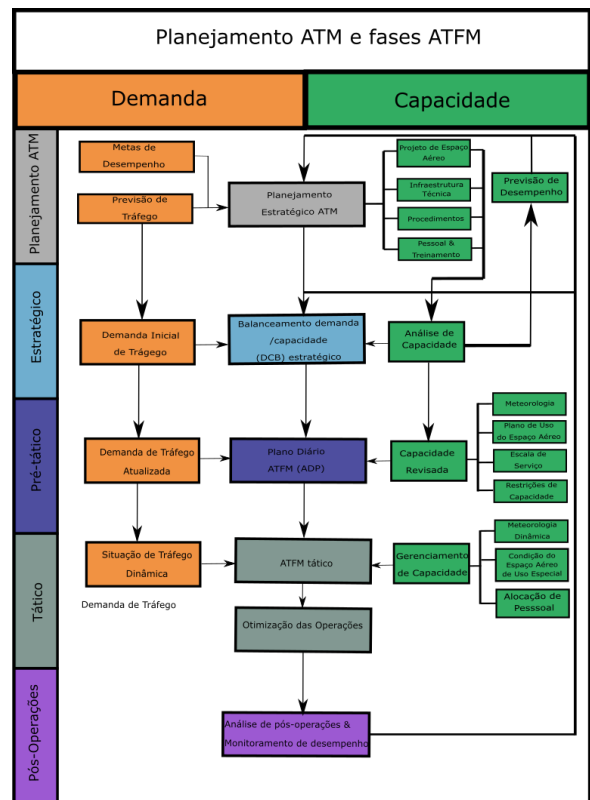 Planejamento ATM e fases ATFM
Demanda
Capacidade
Planejamento ATM
Metas de
Desempenho
Previsão de
Tráfego
Planejamento
Estratégico ATM
Projeto de Espaço
Aéreo
Infraestrutura
Técnica
Procedimentos
Pessoal &
Treinamento
Previsão de
Desempenho
Estratégico
Demanda Inicial
de Trágego
Balanceamento demanda
/capacidade
(DCB) estratégico
Análise de
Capacidade
Pré-tático
Demanda de Tráfego
Atualizada
Plano Diário
ATFM (ADP)
Capacidade
Revisada
Meteorologia
Plano de Uso
do Espaço Aéreo
Escala de
Serviço
Restrições de
Capacidade
Tático
Situação de Tráfego
Dinâmica
Demanda de Tráfego
ATFM tático
Gerenciamento
de Capacidade
Meteorologia
Dinâmica
Condição do
Espaço Aéreo
de Uso Especial
Alocação de
Pesssoal
Otimização das Operações
Pós-Operações
Análise de pós-operações &
Monitoramento de desempenho